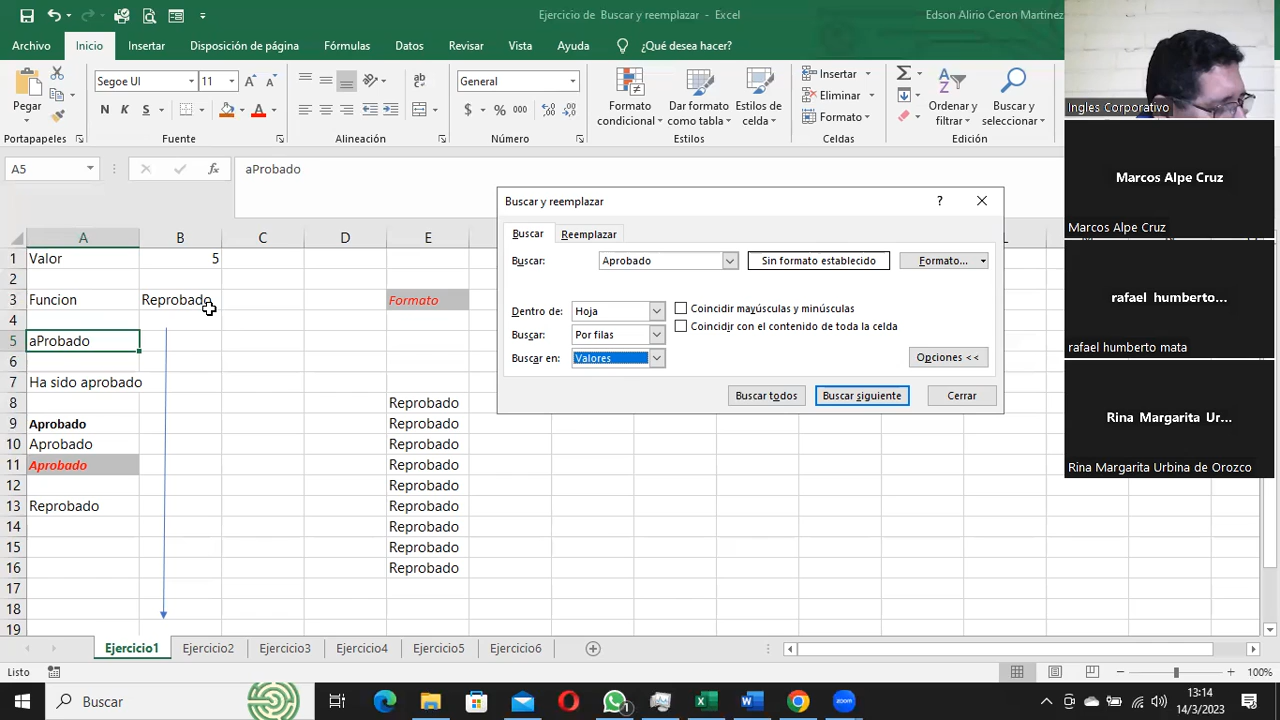 Ejercicio de Buscar y reemplazar - Excel
Edson Alirio Ceron Martinez
Archivo Inicio Insertar Disposición de página Fórmulas Datos Revisar Vista Ayuda ¿Qué desea hacer?
Pegar
Segoe UI 11
N K S
ab
General
$ % 000
Formato condicional
Dar formato como tabla
Estilos de celda
Insertar
Eliminar
Formato
Ordenar y filtrar
Buscar y seleccionar
Portapapeles Fuente Alineación Número Estilos Celdas Edición
A5 fx aProbado
A B C D E L
1 Valor 5
2
3 Funcion Reprobado Formato
4
5 aProbado
6
7 Ha sido aprobado
8 Reprobado
9 Aprobado Reprobado
10 Aprobado Reprobado
11 Aprobado Reprobado
12 Reprobado
13 Reprobado Reprobado
14 Reprobado
15 Reprobado
16 Reprobado
17
18
19
Buscar y reemplazar ?
Buscar Reemplazar
Buscar: Aprobado Sin formato establecido Formato...
Dentro de: Hoja Coincidir mayúsculas y minúsculas
Buscar: Por filas Coincidir con el contenido de toda la celda
Buscar en: Valores Opciones <<
Buscar todos Buscar siguiente Cerrar
Ingles Corporativo
Marcos Alpe Cruz
Marcos Alpe Cruz
rafael humberto...
rafael humberto mata
Rina Margarita Ur...
Rina Margarita Urbina de Orozco
Ejercicio1 Ejercicio2 Ejercicio3 Ejercicio4 Ejercicio5 Ejercicio6
Listo 100%
Buscar
1
zoom
13:14
14/3/2023